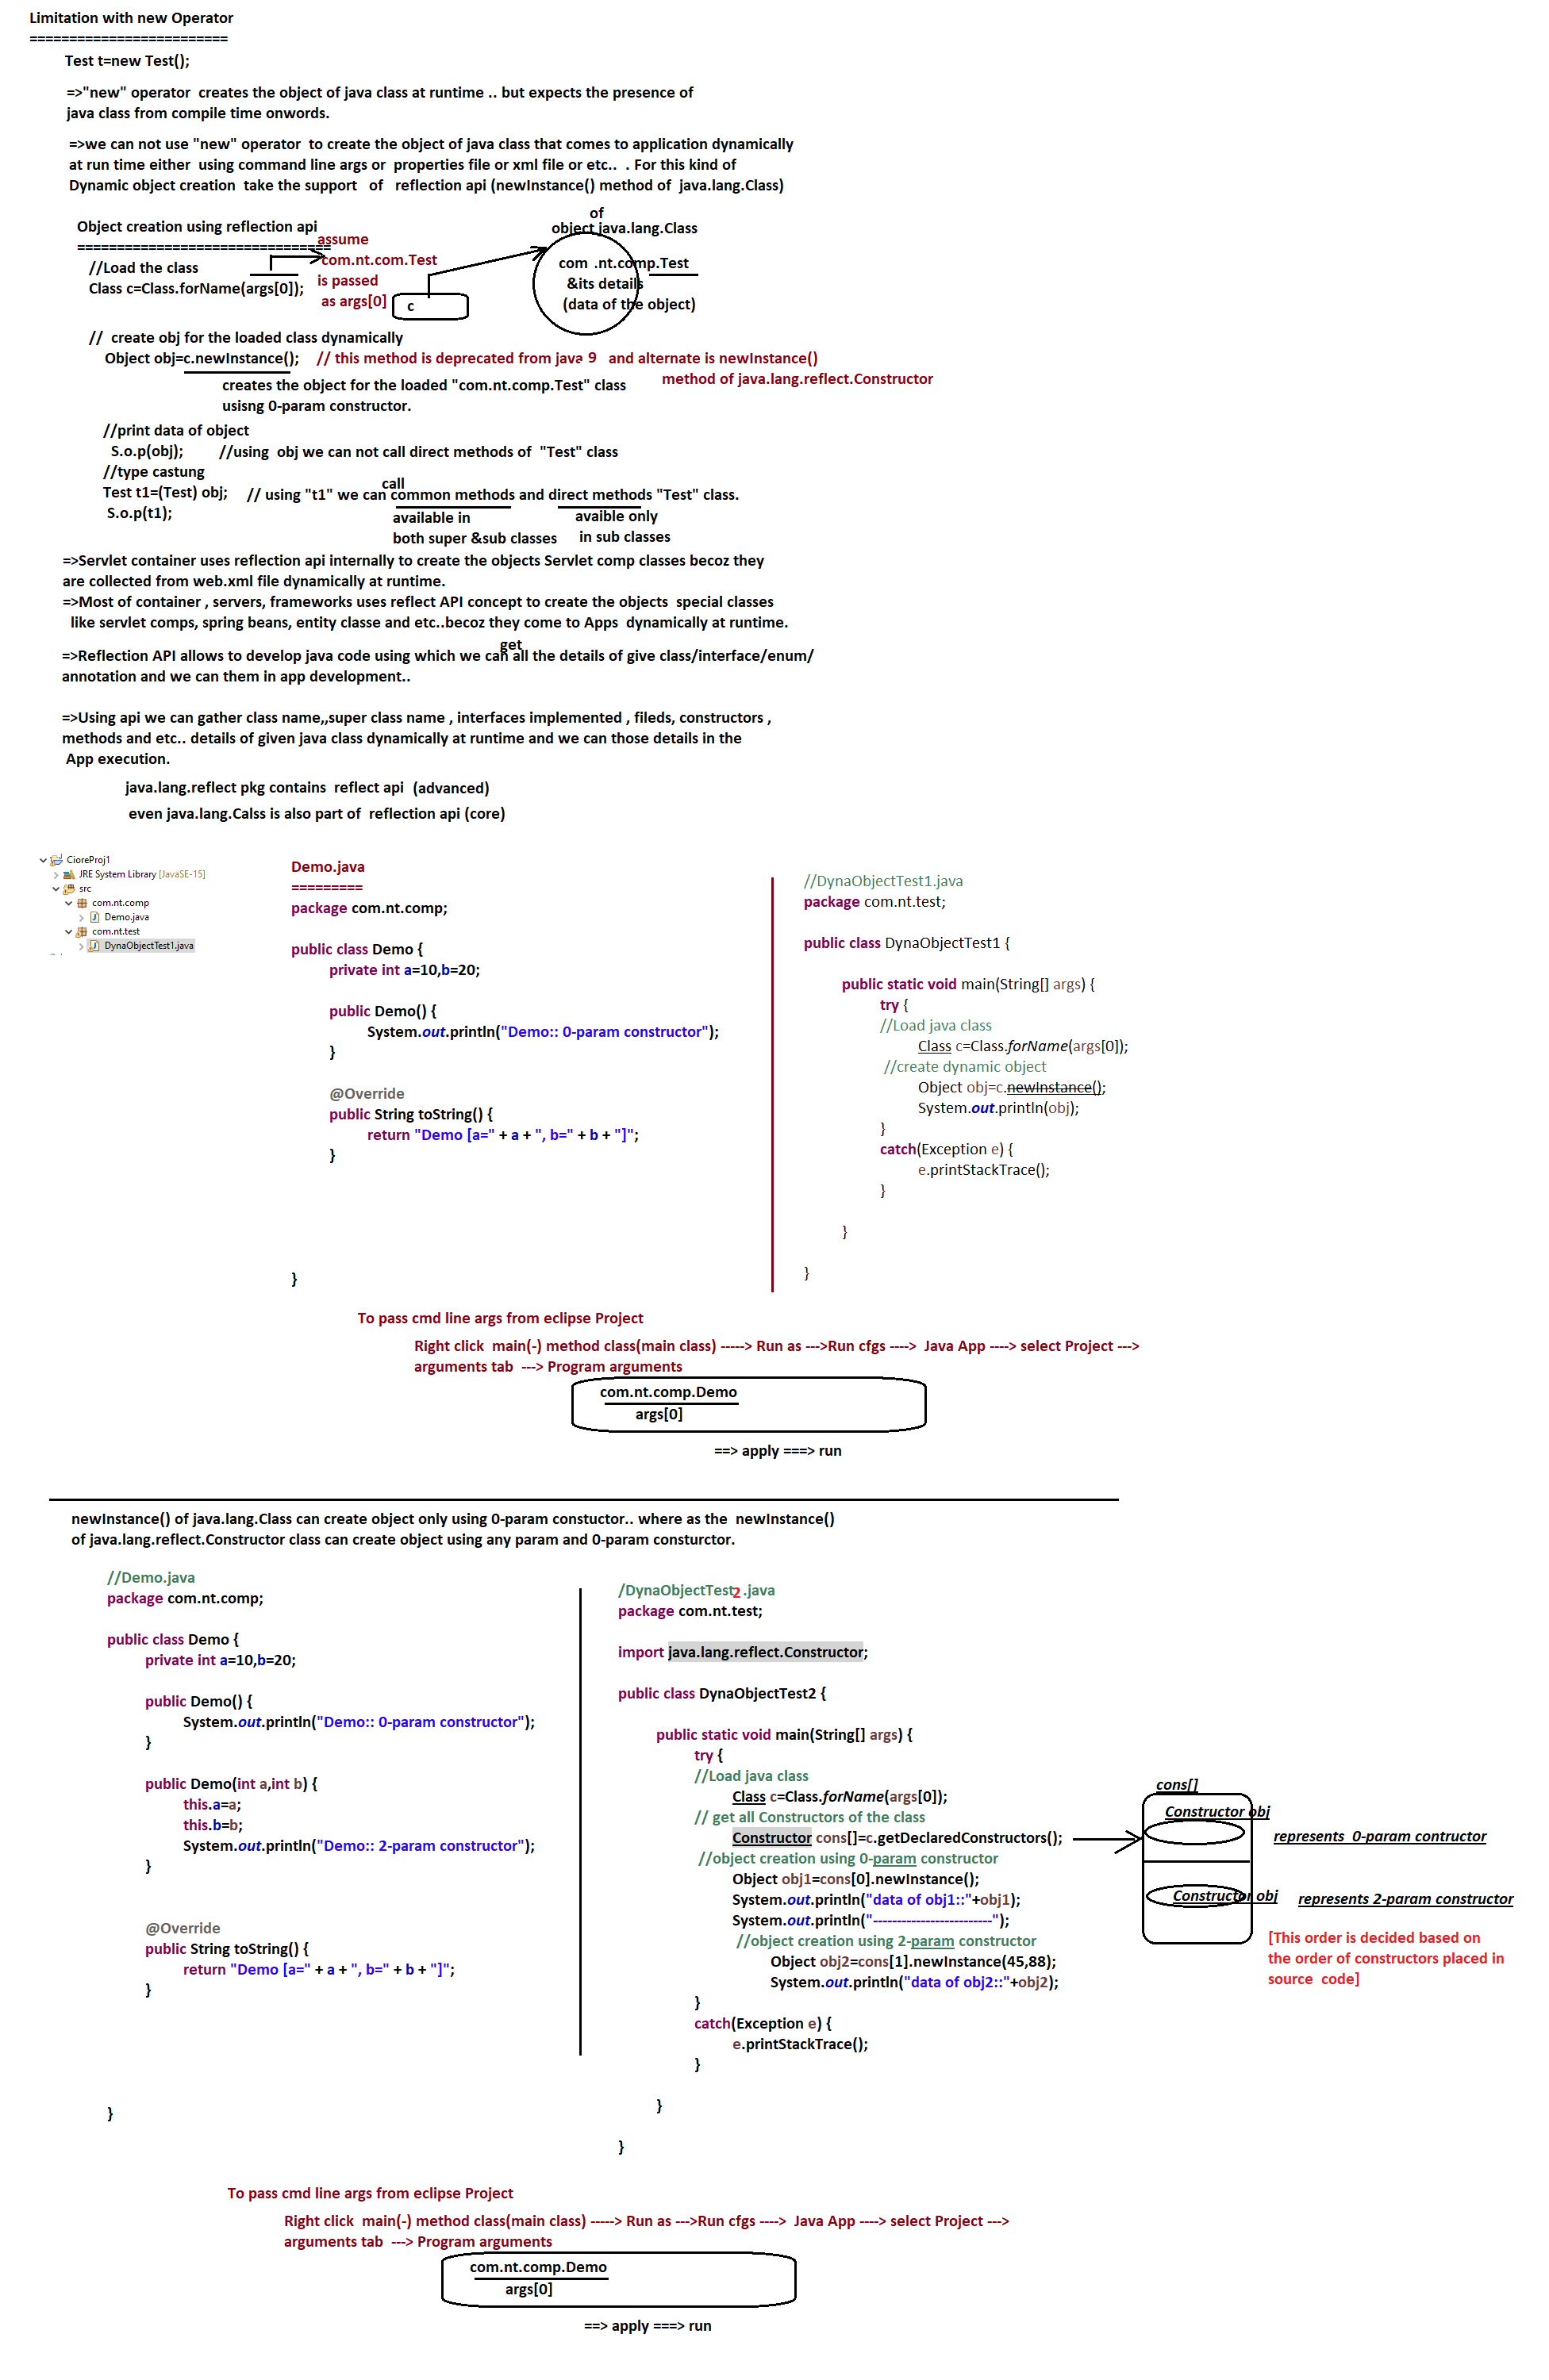 Limitation with new Operator
=========================
Test t=new Test();
=>"new" operator  creates the object of java class at runtime .. but expects the presence of
java class from compile time onwords.
=>we can not use "new" operator  to create the object of java class that comes to application dynamically
at run time either  using command line args or  properties file or xml file or etc..  . For this kind of
Dynamic object creation  take the support   of   reflection api (newInstance() method of  java.lang.Class)
Object creation using reflection api
================================
//Load the class
Class c=Class.forName(args[0]);
assume
com.nt.com.Test
is passed
as args[0]
c
of
object java.lang.Class
com .nt.comp.Test
&its details
(data of the object)
//  create obj for the loaded class dynamically
Object obj=c.newInstance();    // this method is deprecated from java 9   and alternate is newInstance()
method of java.lang.reflect.Constructor
creates the object for the loaded "com.nt.comp.Test" class
usisng 0-param constructor.
//print data of object
S.o.p(obj);        //using  obj we can not call direct methods of  "Test" class
//type castung
call
Test t1=(Test) obj;    // using "t1" we can common methods and direct methods "Test" class.
S.o.p(t1);
available in
both super &sub classes
avaible only
in sub classes
=>Servlet container uses reflection api internally to create the objects Servlet comp classes becoz they
are collected from web.xml file dynamically at runtime.
=>Most of container , servers, frameworks uses reflect API concept to create the objects  special classes
like servlet comps, spring beans, entity classe and etc..becoz they come to Apps  dynamically at runtime.
get
=>Reflection API allows to develop java code using which we can all the details of give class/interface/enum/
annotation and we can them in app development..
=>Using api we can gather class name,,super class name , interfaces implemented , fileds, constructors ,
methods and etc.. details of given java class dynamically at runtime and we can those details in the
App execution.
java.lang.reflect pkg contains  reflect api  (advanced)
even java.lang.Calss is also part of  reflection api (core)
CioreProj1
JRE System Library [JavaSE-15]
src
com.nt.comp
Demo.java
com.nt.test
DynaObjectTest1.java
Demo.java
=========
package com.nt.comp;
public class Demo {
private int a=10,b=20;
public Demo() {
System.out.println("Demo:: 0-param constructor");
}
@Override
public String toString() {
return "Demo [a=" + a + ", b=" + b + "]";
}
}
//DynaObjectTest1.java
package com.nt.test;
public class DynaObjectTest1 {
public static void main(String[] args) {
try {
//Load java class
Class c=Class.forName(args[0]);
//create dynamic object
Object obj=c.newInstance();
System.out.println(obj);
}
catch(Exception e) {
e.printStackTrace();
}
}
}
To pass cmd line args from eclipse Project
Right click  main(-) method class(main class) -----> Run as --->Run cfgs ---->  Java App ----> select Project --->
arguments tab  ---> Program arguments
com.nt.comp.Demo
args[0]
==> apply ===> run
newInstance() of java.lang.Class can create object only using 0-param constuctor.. where as the  newInstance()
of java.lang.reflect.Constructor class can create object using any param and 0-param consturctor.
//Demo.java
package com.nt.comp;
public class Demo {
private int a=10,b=20;
public Demo() {
System.out.println("Demo:: 0-param constructor");
}
public Demo(int a,int b) {
this.a=a;
this.b=b;
System.out.println("Demo:: 2-param constructor");
}
@Override
public String toString() {
return "Demo [a=" + a + ", b=" + b + "]";
}
}
/DynaObjectTest2.java
package com.nt.test;
import java.lang.reflect.Constructor;
public class DynaObjectTest2 {
public static void main(String[] args) {
try {
//Load java class
Class c=Class.forName(args[0]);
// get all Constructors of the class
Constructor cons[]=c.getDeclaredConstructors();
//object creation using 0-param constructor
Object obj1=cons[0].newInstance();
System.out.println("data of obj1::"+obj1);
System.out.println("-------------------------");
//object creation using 2-param constructor
Object obj2=cons[1].newInstance(45,88);
System.out.println("data of obj2::"+obj2);
}
catch(Exception e) {
e.printStackTrace();
}
}
}
cons[]
Constructor obj
represents  0-param contructor
Constructor obj
represents 2-param constructor
[This order is decided based on
the order of constructors placed in
source  code]
To pass cmd line args from eclipse Project
Right click  main(-) method class(main class) -----> Run as --->Run cfgs ---->  Java App ----> select Project --->
arguments tab  ---> Program arguments
com.nt.comp.Demo
args[0]
==> apply ===> run